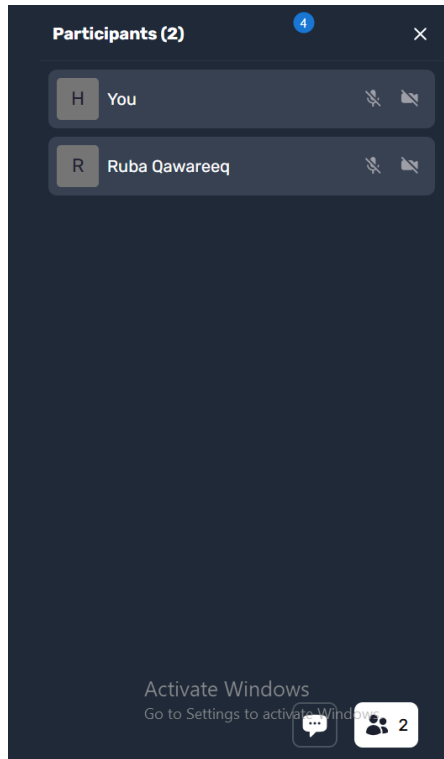 Participants (2)
4
H You
R Ruba Qawareeq
Activate Windows
Go to Settings to activate Windows.
2